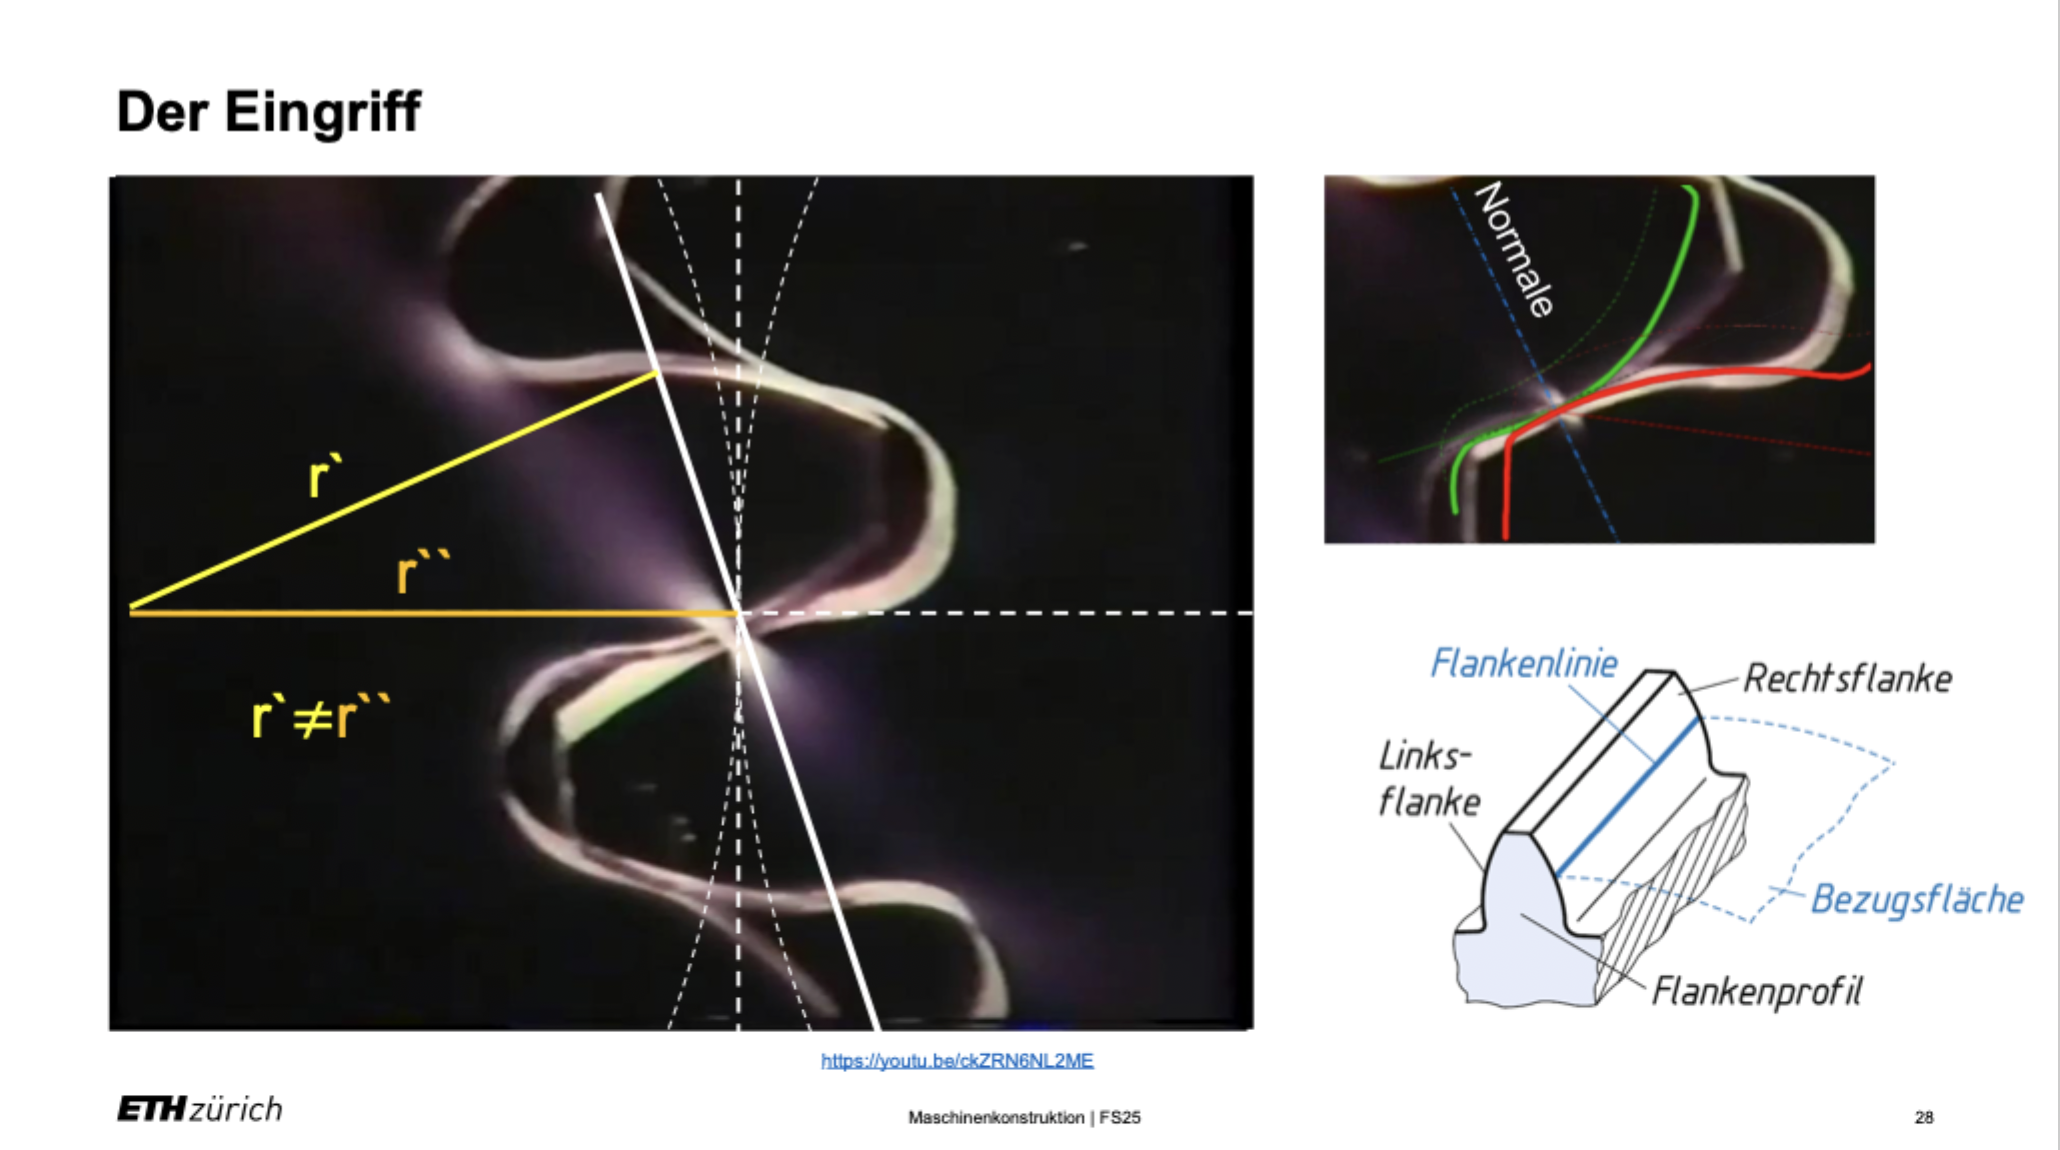 Der Eingriff
r`
r``
r`≠r``
Normale
Flankenlinie
Rechtsflanke
Links-
flanke
Bezugsfläche
Flankenprofil
https://youtu.be/ckZRN6NL2ME
ETH zürich
Maschinenkonstruktion | FS25
28